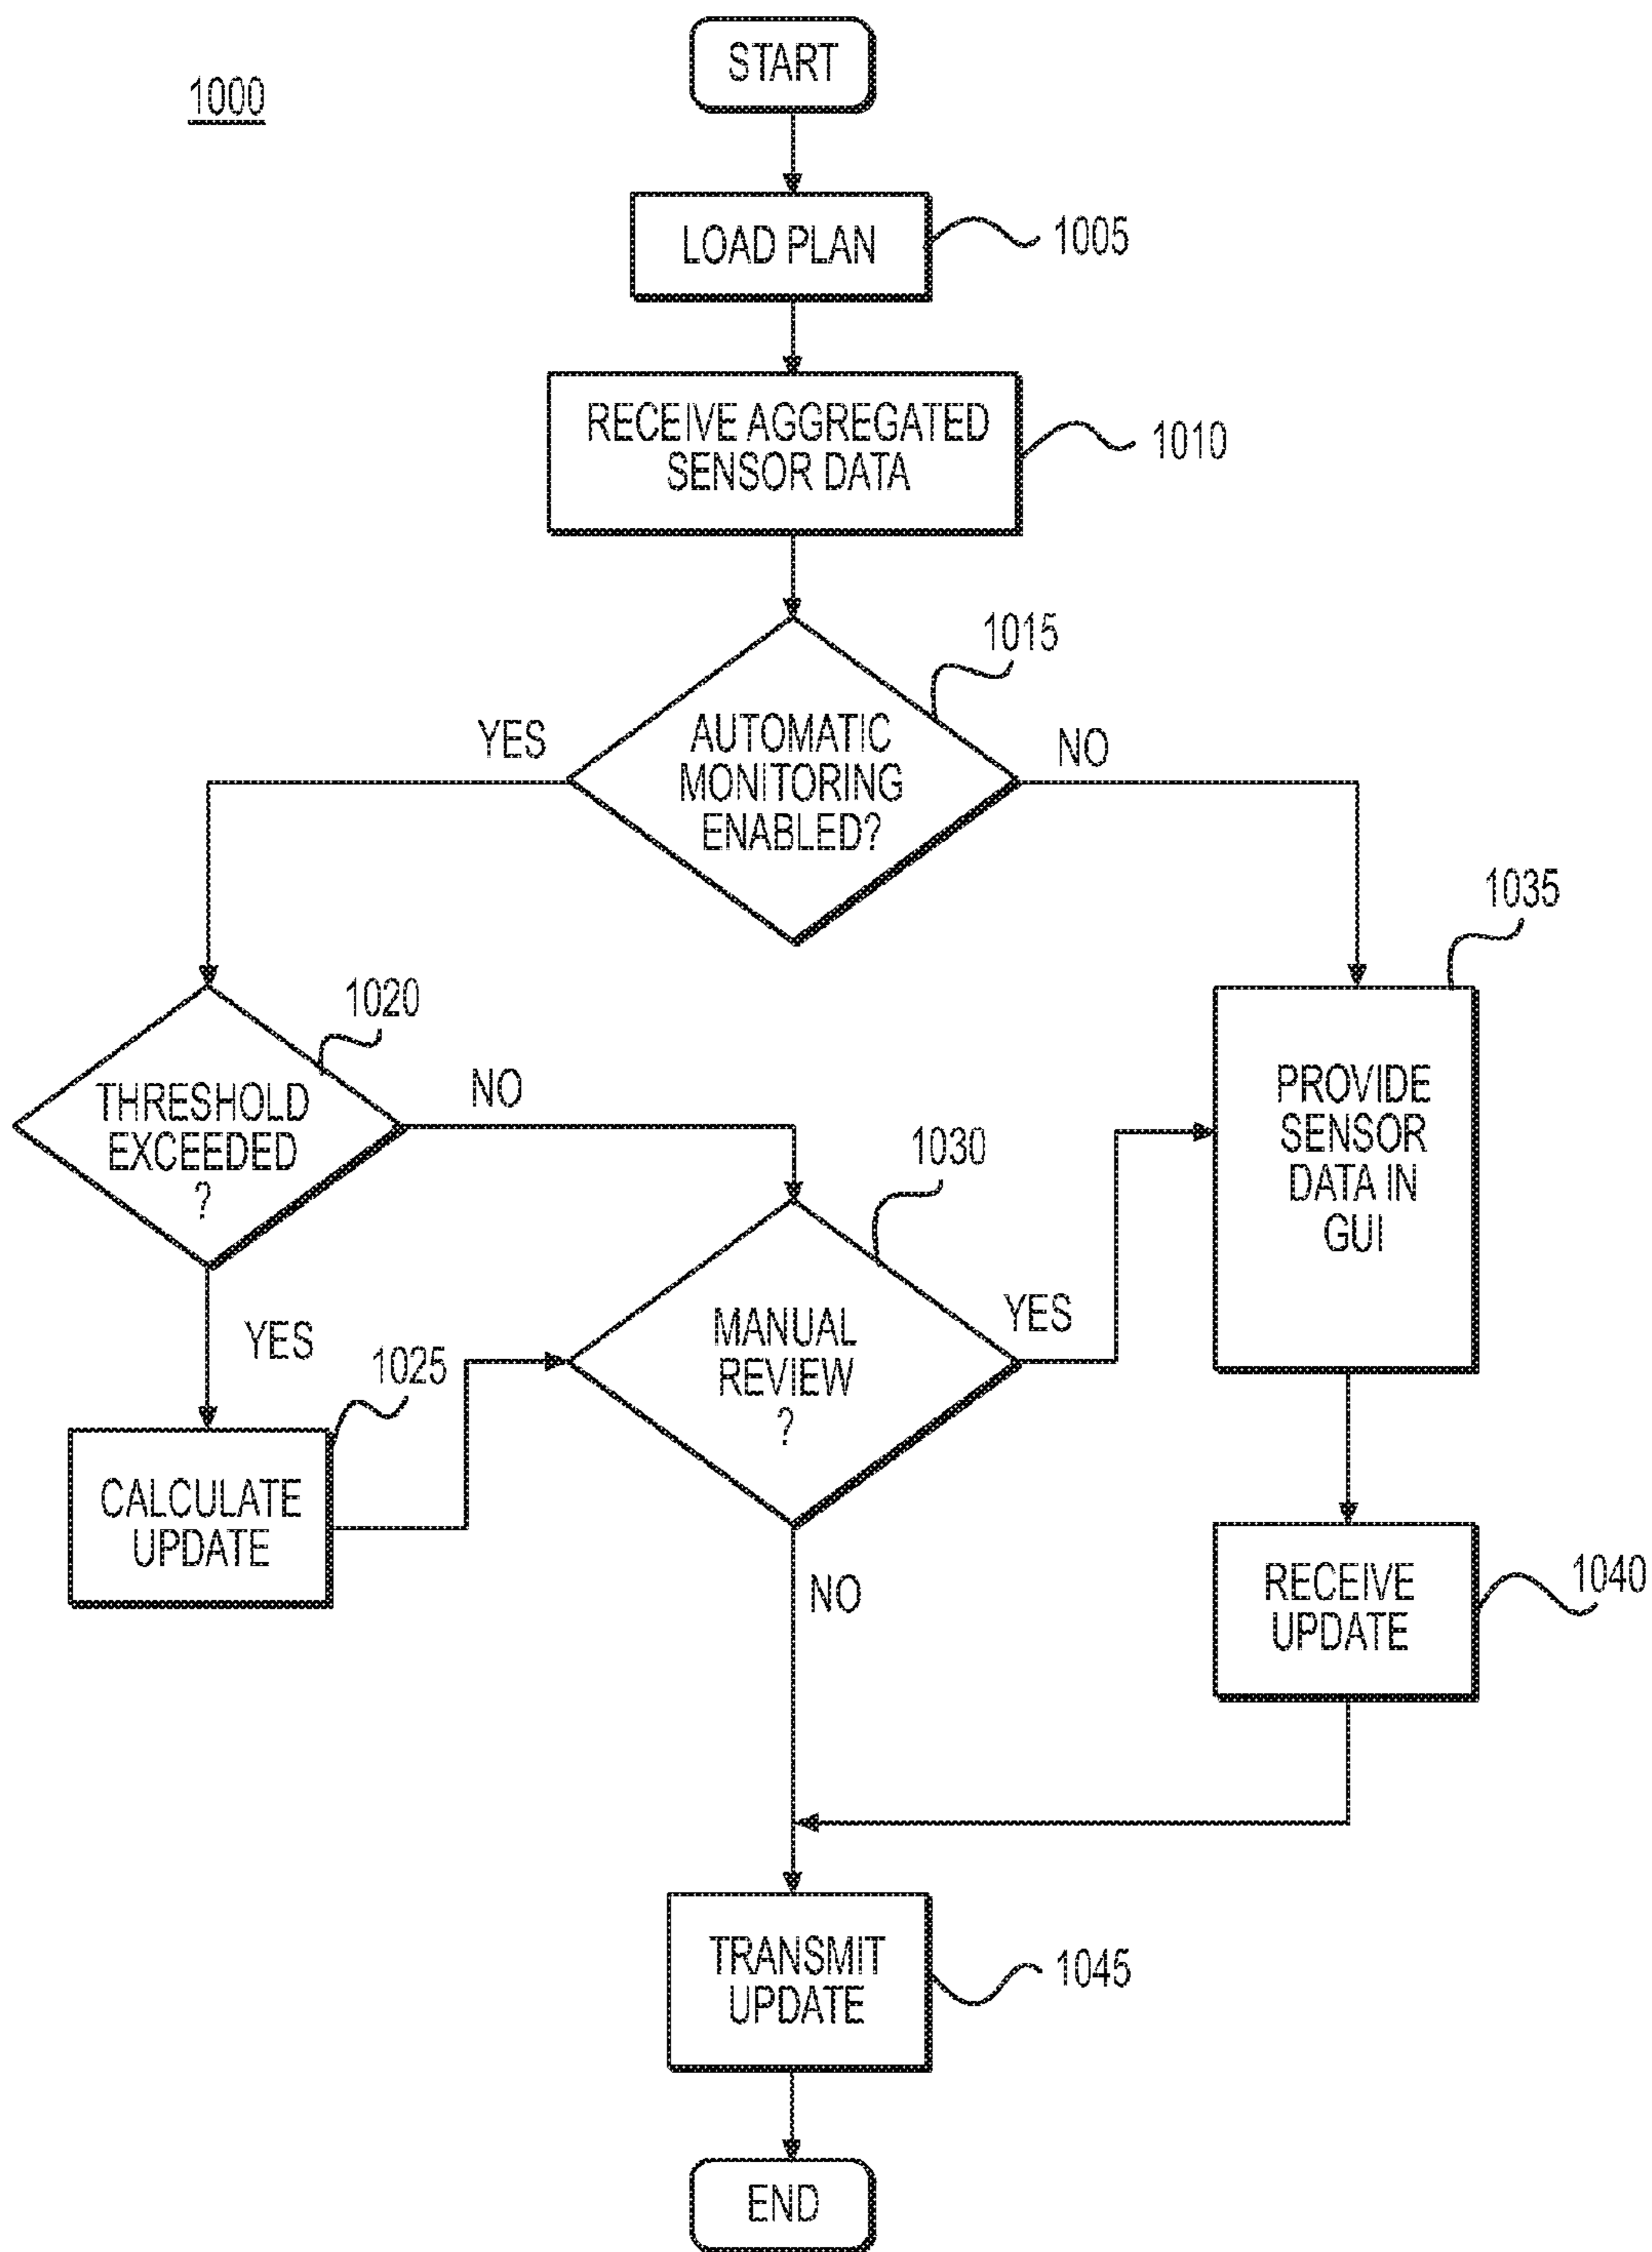 START
1000
LOAD PLAN
1005
RECEIVE AGGREGATED
SENSOR DATA
1010
1015
AUTOMATIC
MONITORING
ENABLED?
YES
NO
1035
1020
THRESHOLD
EXCEEDED
?
NO
PROVIDE
SENSOR
DATA IN
GUI
1030
MANUAL
REVIEW
?
YES
YES
1025
CALCULATE
UPDATE
NO
RECEIVE
UPDATE
1040
TRANSMIT
UPDATE
1045
END